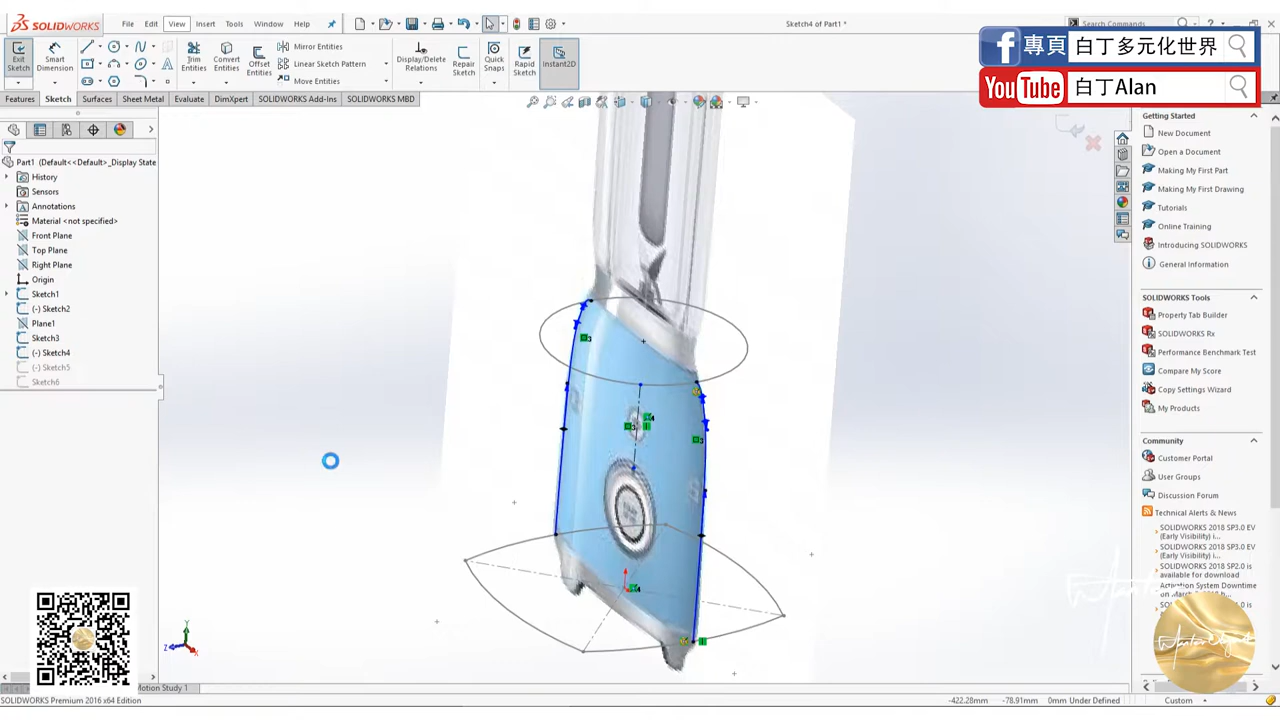 SOLIDWORKS
File
Edit
View
Insert
Tools
Window
Help
Sketch4 of Part1 *
Search Commands
專頁 白丁多元化世界
YouTube 白丁Alan
Exit Sketch
Smart Dimension
Trim Entities
Convert Entities
Offset Entities
Mirror Entities
Linear Sketch Pattern
Move Entities
Display/Delete Relations
Repair Sketch
Quick Snaps
Rapid Sketch
Instant2D
Features
Sketch
Surfaces
Sheet Metal
Evaluate
DimXpert
SOLIDWORKS Add-Ins
SOLIDWORKS MBD
Part1 (Default<<Default>_Display State
History
Sensors
Annotations
Material <not specified>
Front Plane
Top Plane
Right Plane
Origin
Sketch1
(-) Sketch2
Plane1
Sketch3
(-) Sketch4
(-) Sketch5
Sketch6
Getting Started
New Document
Open a Document
Making My First Part
Making My First Drawing
Tutorials
Online Training
Introducing SOLIDWORKS
General Information
SOLIDWORKS Tools
Property Tab Builder
SOLIDWORKS Rx
Performance Benchmark Test
Compare My Score
Copy Settings Wizard
My Products
Community
Customer Portal
User Groups
Discussion Forum
Technical Alerts & News
SOLIDWORKS 2018 SP3.0 EV
(Early Visibility) i...
SOLIDWORKS 2018 SP3.0 EV
(Early Visibility) i...
SOLIDWORKS 2018 SP2.0 is
available for download
Activation System Downtime
Motion Study 1
SOLIDWORKS Premium 2016 x64 Edition
-422.28mm
-78.91mm
0mm
Under Defined
Custom